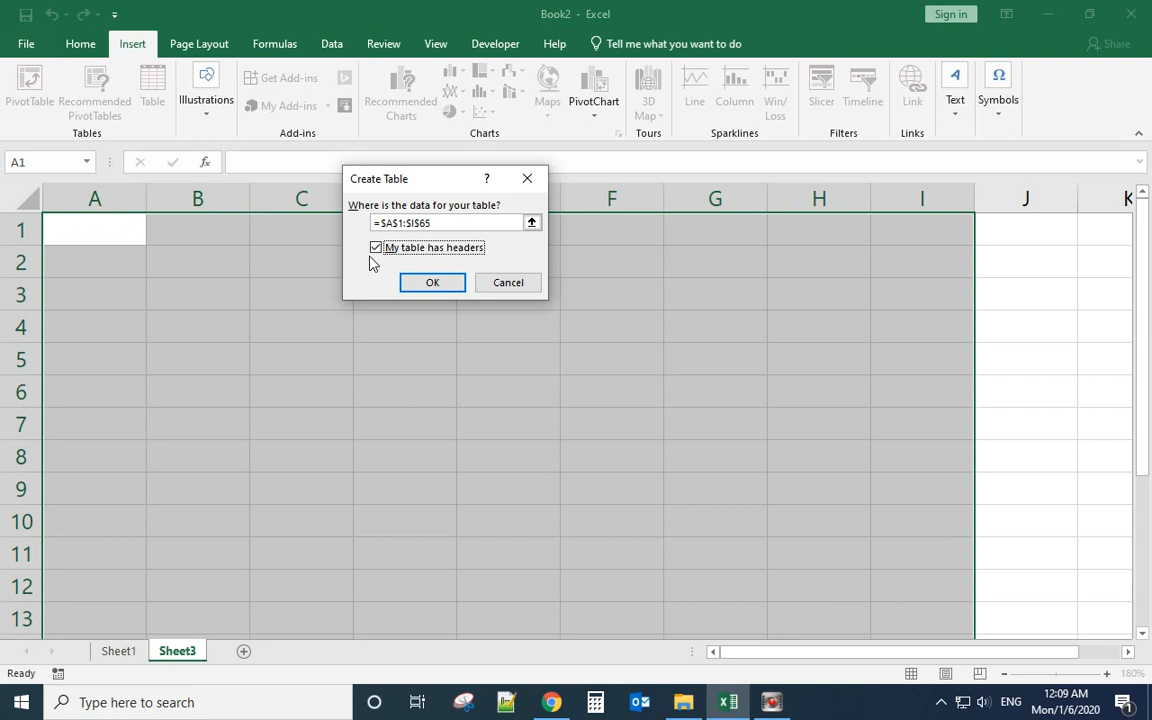 Book2 - Excel
Sign in
File Home Insert Page Layout Formulas Data Review View Developer Help Tell me what you want to do Share
PivotTable Recommended PivotTables Table Illustrations Get Add-ins My Add-ins Recommended Charts Maps PivotChart 3D Map Line Column Win/Loss Slicer Timeline Link Text Symbols
Tables Add-ins Charts Tours Sparklines Filters Links
A1 fx
Create Table ?
Where is the data for your table?
=$A$1:$I$65
My table has headers
OK Cancel
A B C F G H I J K
1
2
3
4
5
6
7
8
9
10
11
12
13
Sheet1 Sheet3
Ready 180%
Type here to search ENG
12:09 AM
Mon/1/6/2020
1